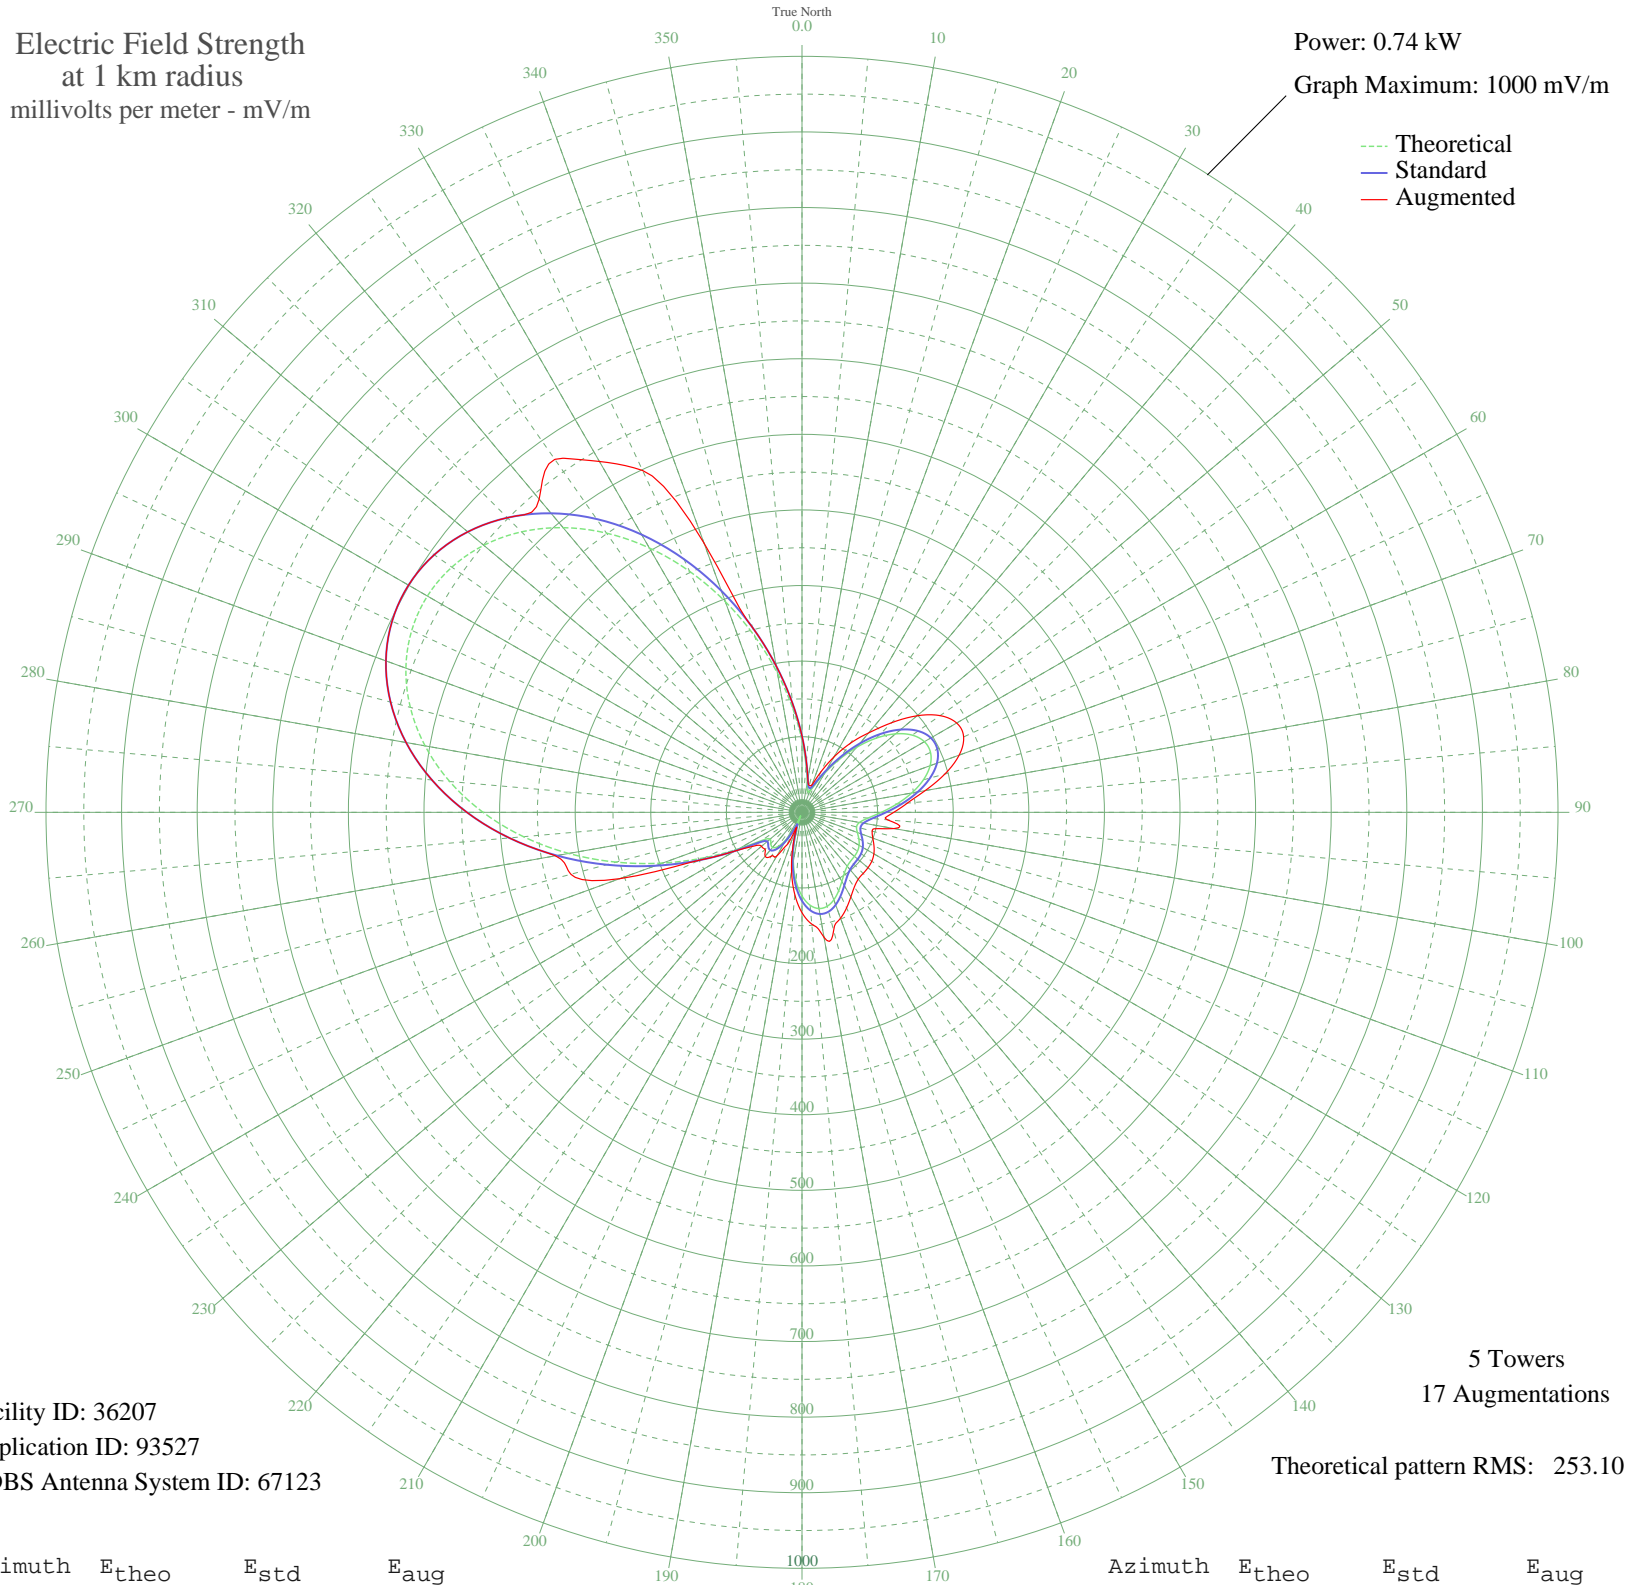 True North
0.0
Electric Field Strength
at 1 km radius
millivolts per meter - mV/m
Power: 0.74 kW
Graph Maximum: 1000 mV/m
Theoretical
Standard
Augmented
10
20
30
40
50
60
70
80
90
100
110
120
130
140
150
160
170
190
200
210
220
230
240
250
260
270
280
290
300
310
320
330
340
350
200
300
400
500
600
700
800
900
1000
5 Towers
17 Augmentations
Theoretical pattern RMS: 253.10
cility ID: 36207
plication ID: 93527
DBS Antenna System ID: 67123
imuth Etheo Estd Eaug
Azimuth Etheo Estd Eaug